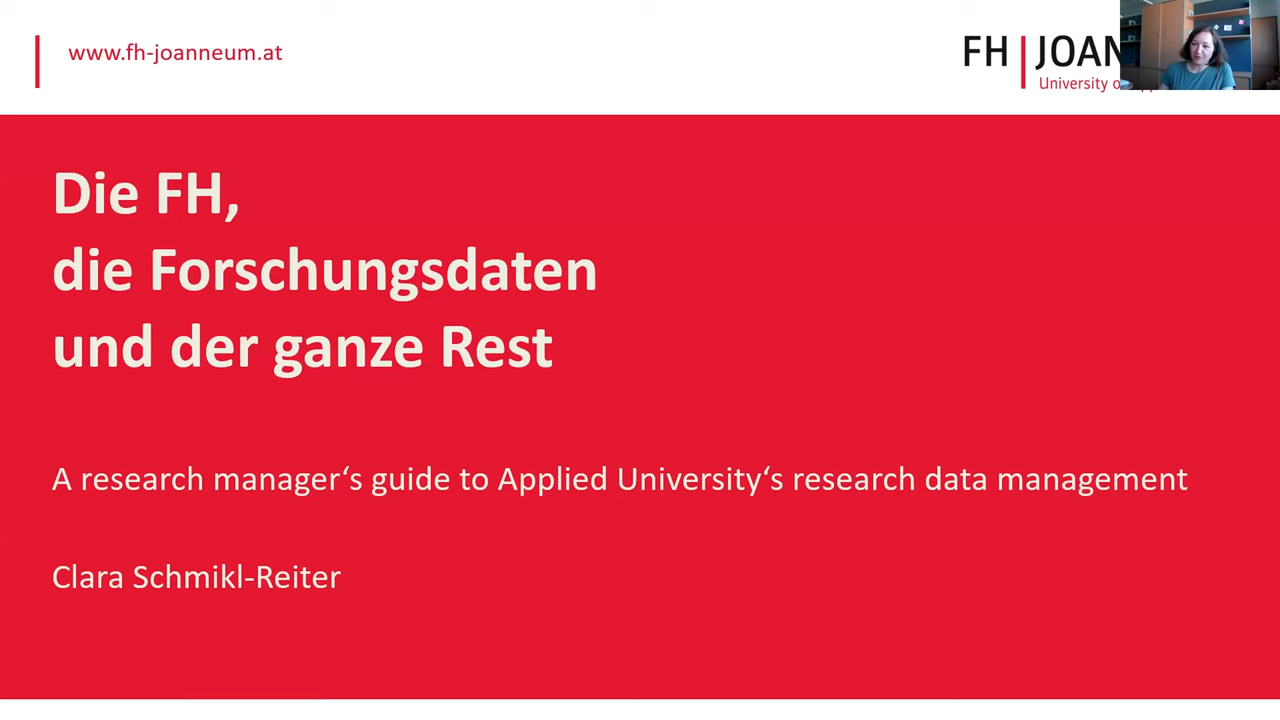 www.fh-joanneum.at
FH JOAN
University
Die FH,
die Forschungsdaten
und der ganze Rest
A research manager‘s guide to Applied University‘s research data management
Clara Schmikl-Reiter